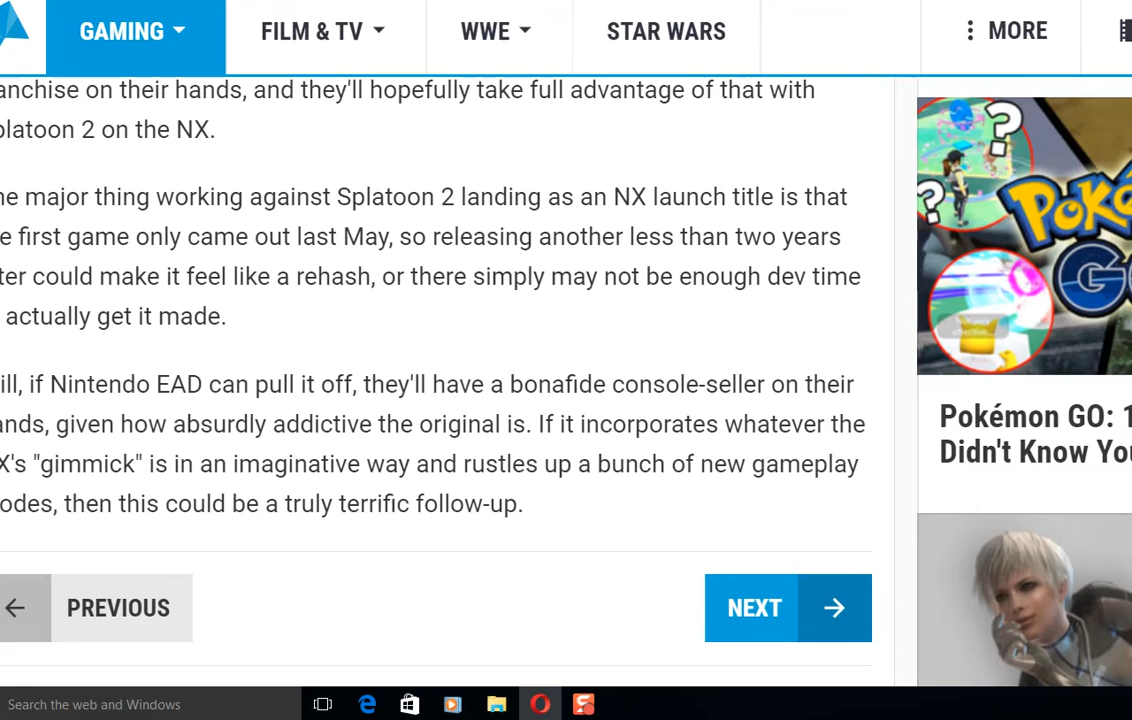 GAMING
FILM & TV
WWE
STAR WARS
MORE
anchise on their hands, and they'll hopefully take full advantage of that with
platoon 2 on the NX.
ne major thing working against Splatoon 2 landing as an NX launch title is that
e first game only came out last May, so releasing another less than two years
ter could make it feel like a rehash, or there simply may not be enough dev time
actually get it made.
ill, if Nintendo EAD can pull it off, they'll have a bonafide console-seller on their
ands, given how absurdly addictive the original is. If it incorporates whatever the
X's "gimmick" is in an imaginative way and rustles up a bunch of new gameplay
odes, then this could be a truly terrific follow-up.
PREVIOUS
NEXT
? ?
POKé
GO
Pokémon GO: 1
Didn't Know You
Search the web and Windows